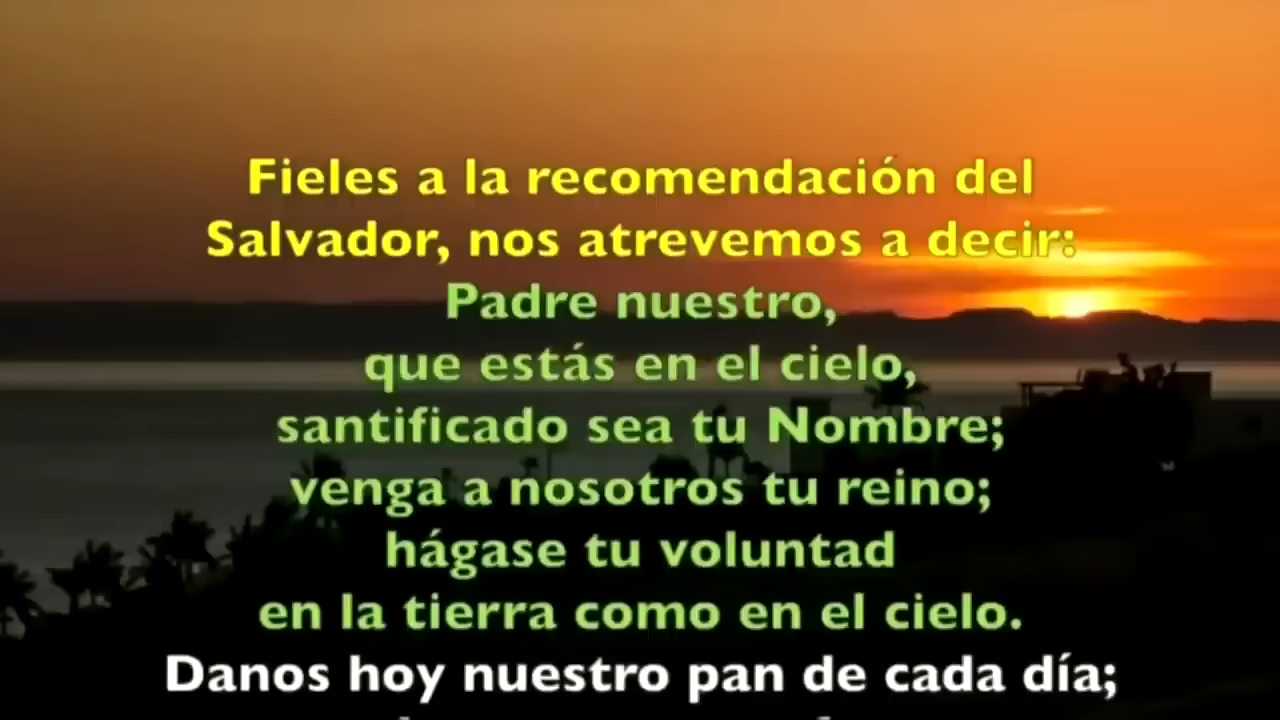 Fieles a la recomendación del
Salvador, nos atrevemos a decir:
Padre nuestro,
que estás en el cielo,
santificado sea tu Nombre;
venga a nosotros tu reino;
hágase tu voluntad
en la tierra como en el cielo.
Danos hoy nuestro pan de cada día;